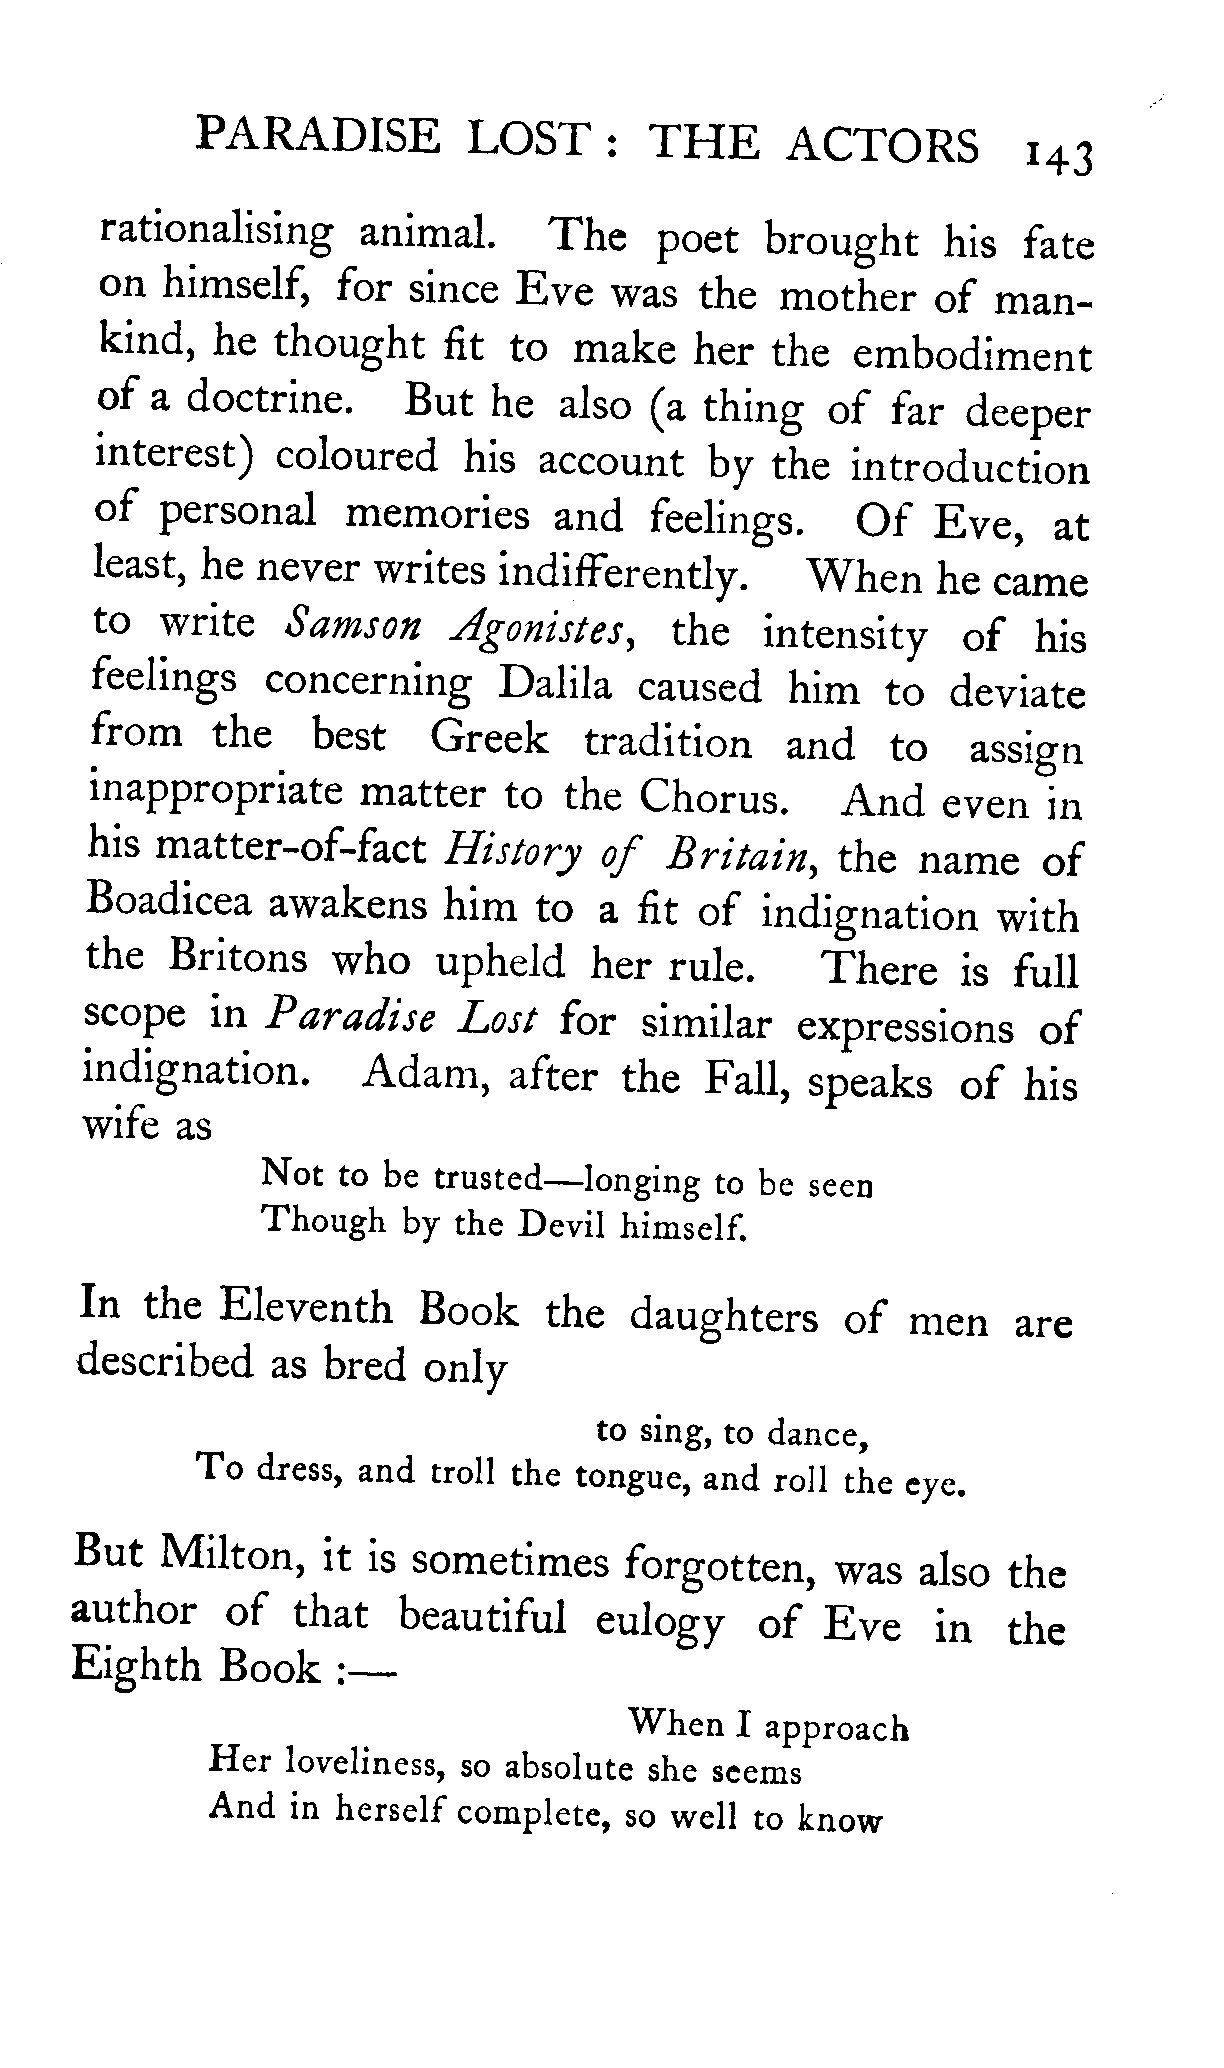 PARADISE LOST : THE ACTORS 143
rationalising animal. The poet brought his fate
on himself, for since Eve was the mother of man-
kind, he thought fit to make her the embodiment
of a doctrine. But he also (a thing of far deeper
interest) coloured his account by the introduction
of personal memories and feelings. Of Eve, at
least, he never writes indifferently. When he came
to write Samson Agonistes, the intensity of his
feelings concerning Dalila caused him to deviate
from the best Greek tradition and to assign
inappropriate matter to the Chorus. And even in
his matter-of-fact History of Britain, the name of
Boadicea awakens him to a fit of indignation with
the Britons who upheld her rule. There is full
scope in Paradise Lost for similar expressions of
indignation. Adam, after the Fall, speaks of his
wife as
Not to be trusted—longing to be seen
Though by the Devil himself.
In the Eleventh Book the daughters of men are
described as bred only
to sing, to dance,
To dress, and troll the tongue, and roll the eye.
But Milton, it is sometimes forgotten, was also the
author of that beautiful eulogy of Eve in the
Eighth Book :—
When I approach
Her loveliness, so absolute she seems
And in herself complete, so well to know